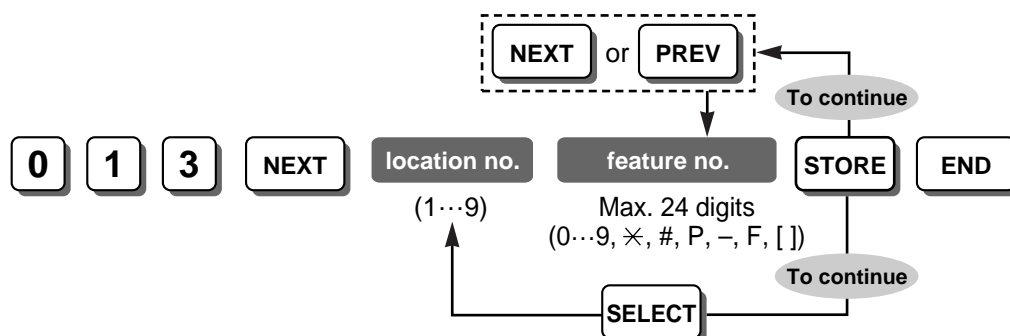 NEXT or PREV
To continue
0 1 3 NEXT location no. feature no. STORE END
(1⋯9) Max. 24 digits
(0⋯9, ✳, #, P, –, F, [ ])
To continue
SELECT